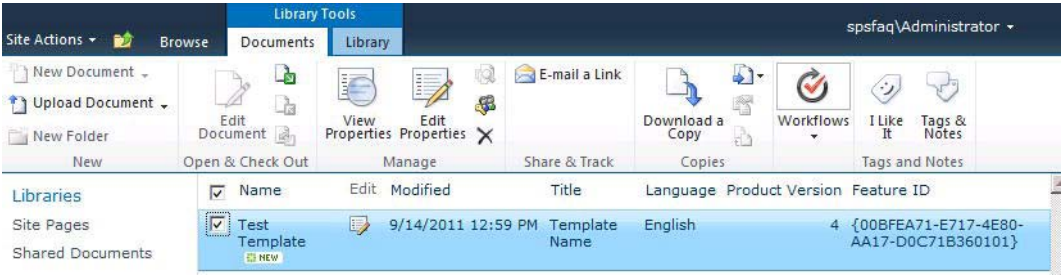 Library Tools
Site Actions Browse Documents Library spsfaq\Administrator
New Document
Upload Document
New Folder
New
Edit
Document
Open & Check Out
View
Properties
Edit
Properties
Manage
E-mail a Link
Share & Track
Download a
Copy
Copies
Workflows
I Like
It
Tags &
Notes
Tags and Notes
Libraries
Site Pages
Shared Documents
Name Edit Modified Title Language Product Version Feature ID
Test 9/14/2011 12:59 PM Template English 4 {00BFEA71-E717-4E80-
Template Name AA17-D0C71B360101}
NEW